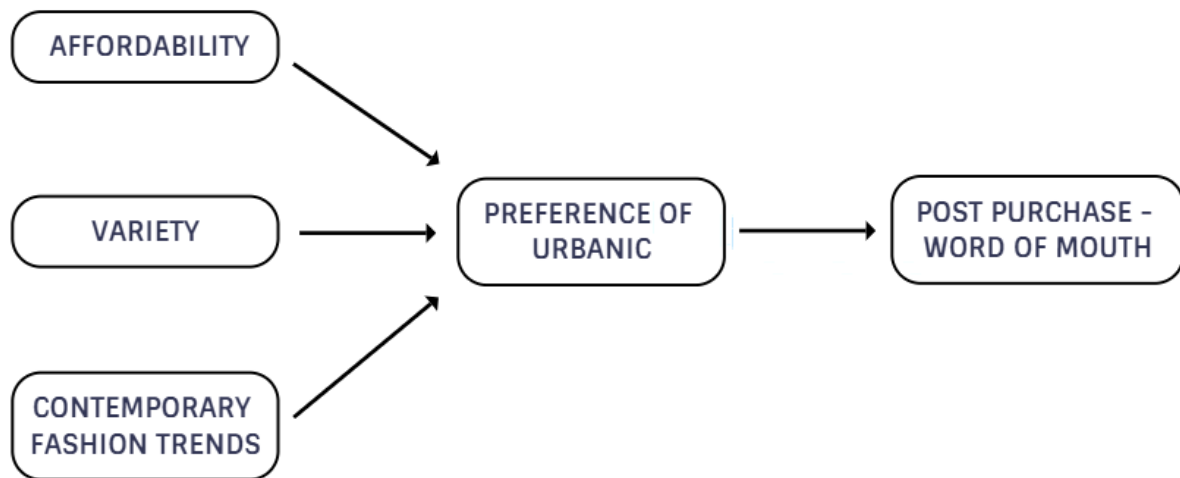 AFFORDABILITY
VARIETY
CONTEMPORARY
FASHION TRENDS
PREFERENCE OF
URBANIC
POST PURCHASE -
WORD OF MOUTH